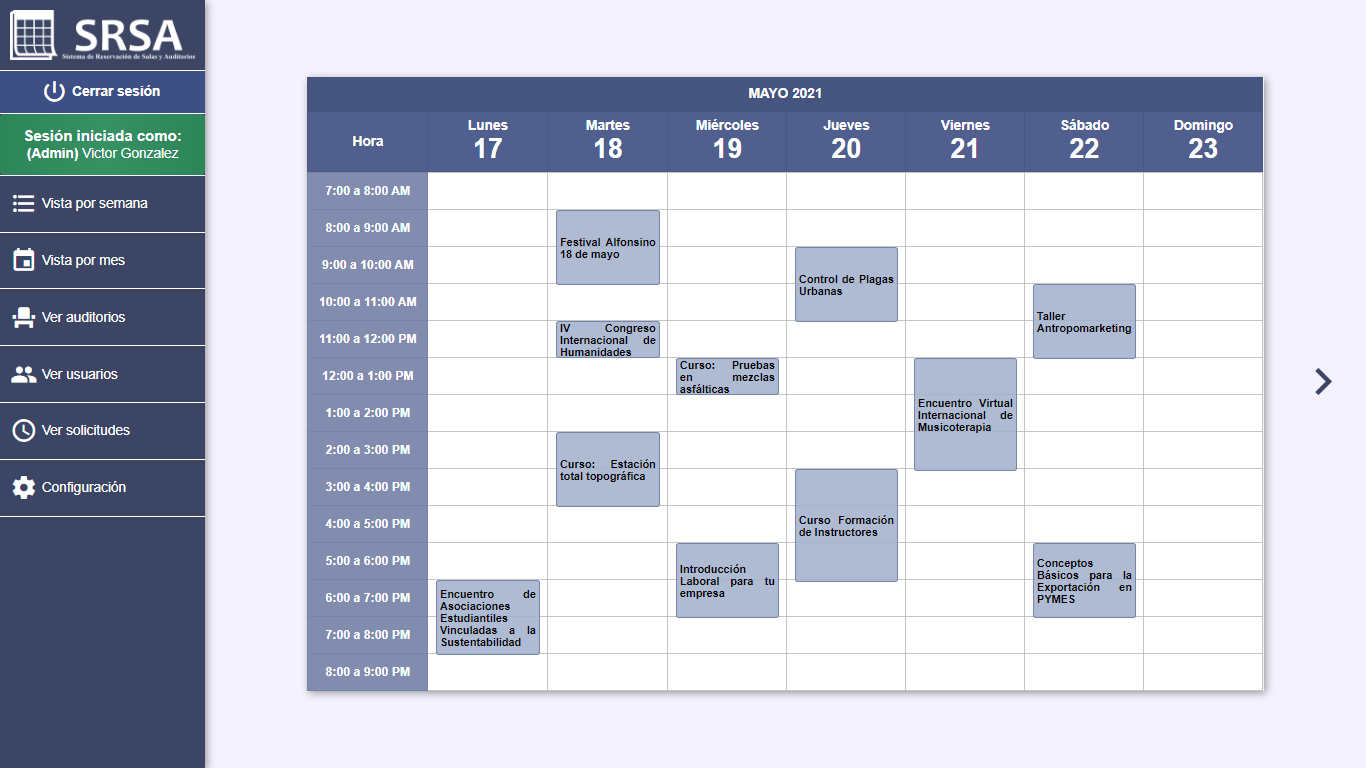 SRSA
Sistema de Reservación de Salas y Auditorios
Cerrar sesión
Sesión iniciada como:
(Admin) Victor Gonzalez
Vista por semana
Vista por mes
Ver auditorios
Ver usuarios
Ver solicitudes
Configuración
MAYO 2021
Hora
Lunes
17
Martes
18
Miércoles
19
Jueves
20
Viernes
21
Sábado
22
Domingo
23
7:00 a 8:00 AM
8:00 a 9:00 AM
9:00 a 10:00 AM
10:00 a 11:00 AM
11:00 a 12:00 PM
12:00 a 1:00 PM
1:00 a 2:00 PM
2:00 a 3:00 PM
3:00 a 4:00 PM
4:00 a 5:00 PM
5:00 a 6:00 PM
6:00 a 7:00 PM
7:00 a 8:00 PM
8:00 a 9:00 PM
Encuentro de
Asociaciones
Estudiantiles
Vinculadas a la
Sustentabilidad
Festival Alfonsino
18 de mayo
IV Congreso
Internacional de
Humanidades
Curso: Estación
total topográfica
Curso: Pruebas
en mezclas
asfálticas
Introducción
Laboral para tu
empresa
Control de Plagas
Urbanas
Curso Formación
de Instructores
Encuentro Virtual
Internacional de
Musicoterapia
Taller
Antropomarketing
Conceptos
Básicos para la
Exportación en
PYMES